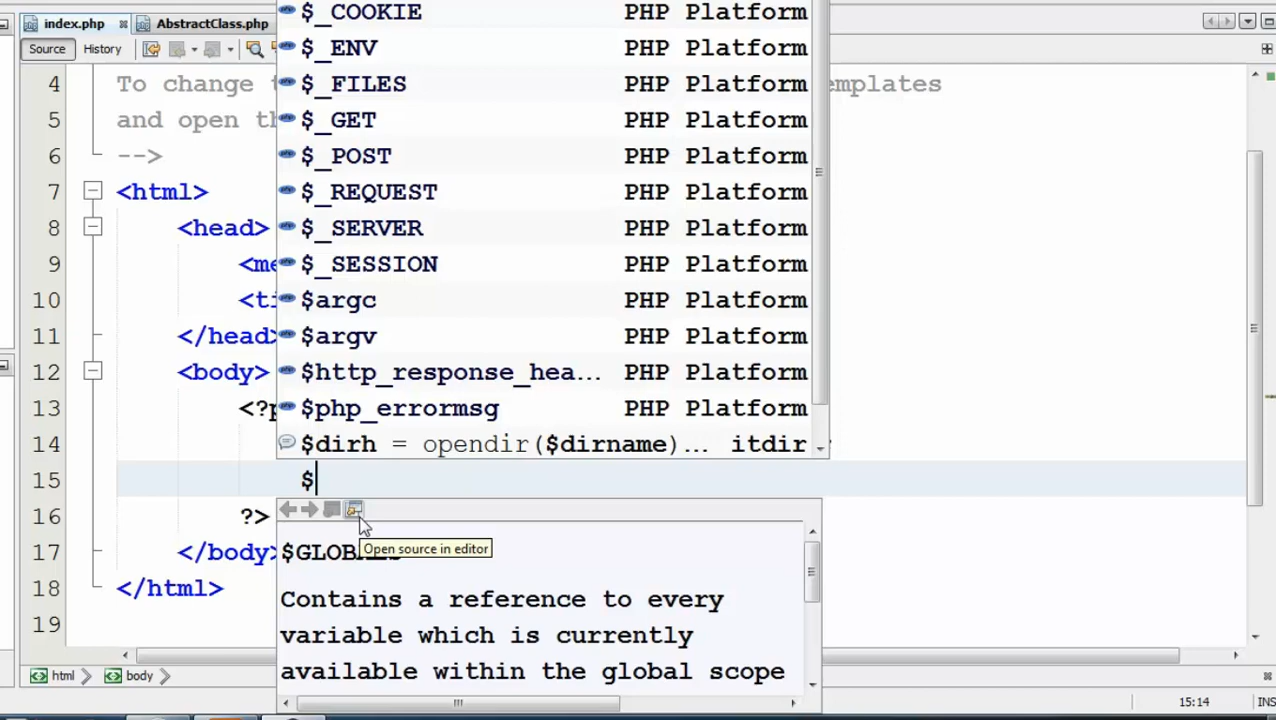 index.php
AbstractClass.php
Source History
$_COOKIE PHP Platform
$_ENV PHP Platform
4 To change t $_FILES PHP Platform mplates
5 and open th $_GET PHP Platform
6 --> $_POST PHP Platform
7 <html> $_REQUEST PHP Platform
8 <head> $_SERVER PHP Platform
9 <me $_SESSION PHP Platform
10 <ti $argc PHP Platform
11 </head> $argv PHP Platform
12 <body> $http_response_hea... PHP Platform
13 <?p $php_errormsg PHP Platform
14 $dirh = opendir($dirname)... itdir
15 $
16 ?>
Open source in editor
17 </body>
$GLOB
18 </html>
Contains a reference to every
19
variable which is currently
available within the global scope
html body
15:14 INS